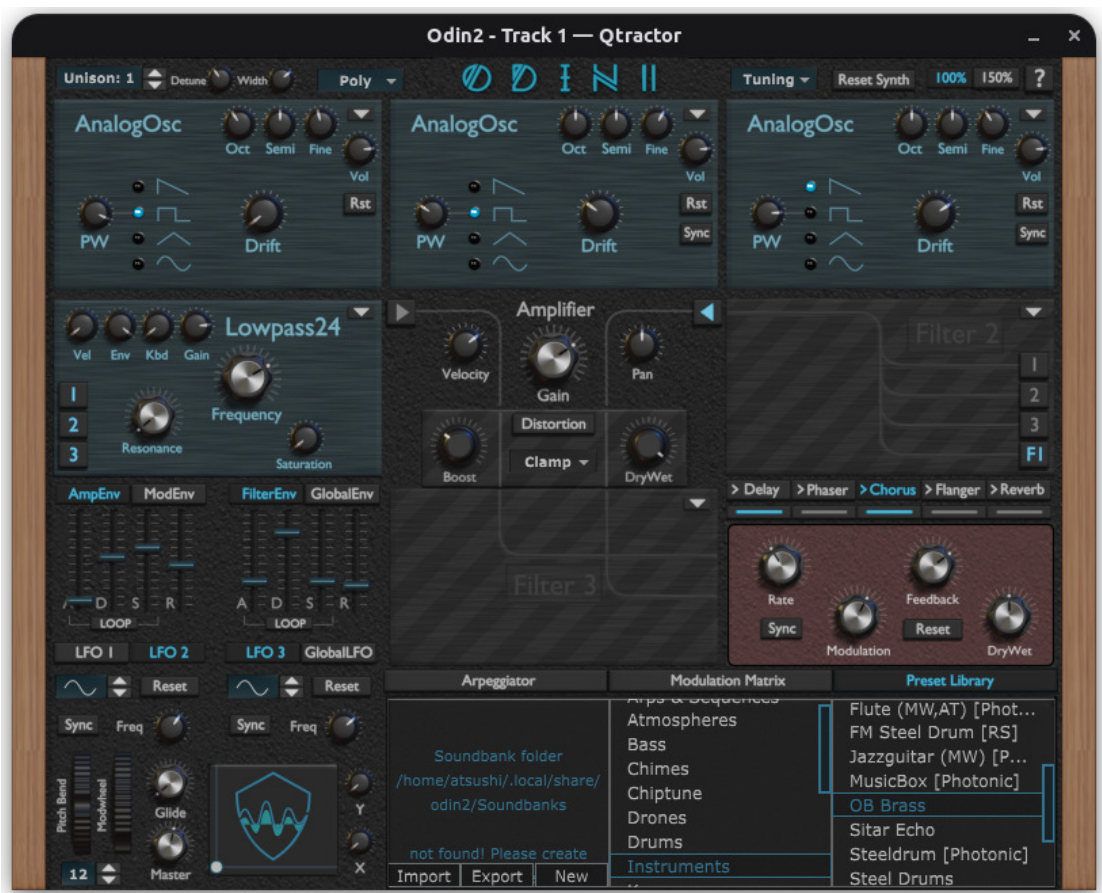 Odin2 - Track 1 — Qtractor
Unison: 1 Detune Width Poly ODIN II Tuning Reset Synth 100% 150% ?
AnalogOsc Oct Semi Fine Vol Rst PW Drift
AnalogOsc Oct Semi Fine Vol Rst Sync PW Drift
AnalogOsc Oct Semi Fine Vol Rst Sync PW Drift
Vel Env Kbd Gain Lowpass24
1
2
3
Resonance
Frequency
Saturation
Amplifier
Velocity
Gain
Pan
Distortion
Boost
Clamp
DryWet
Filter 2
1
2
3
F1
> Delay > Phaser > Chorus > Flanger > Reverb
AmpEnv ModEnv FilterEnv GlobalEnv
A D S R A D S R
LOOP LOOP
Filter 3
Rate
Feedback
Sync
Reset
Modulation
DryWet
LFO 1 LFO 2 LFO 3 GlobalLFO
Reset Reset
Sync Freq Sync Freq
Pitch Bend
Modwheel
Glide
Master
12
Y
X
Arpeggiator Modulation Matrix Preset Library
Soundbank folder
/home/atsushi/.local/share/
odin2/Soundbanks
not found! Please create
Import Export New
Arps & Sequences
Atmospheres
Bass
Chimes
Chiptune
Drones
Drums
Instruments
Flute (MW,AT) [Phot...
FM Steel Drum [RS]
Jazzguitar (MW) [P...
MusicBox [Photonic]
OB Brass
Sitar Echo
Steeldrum [Photonic]
Steel Drums